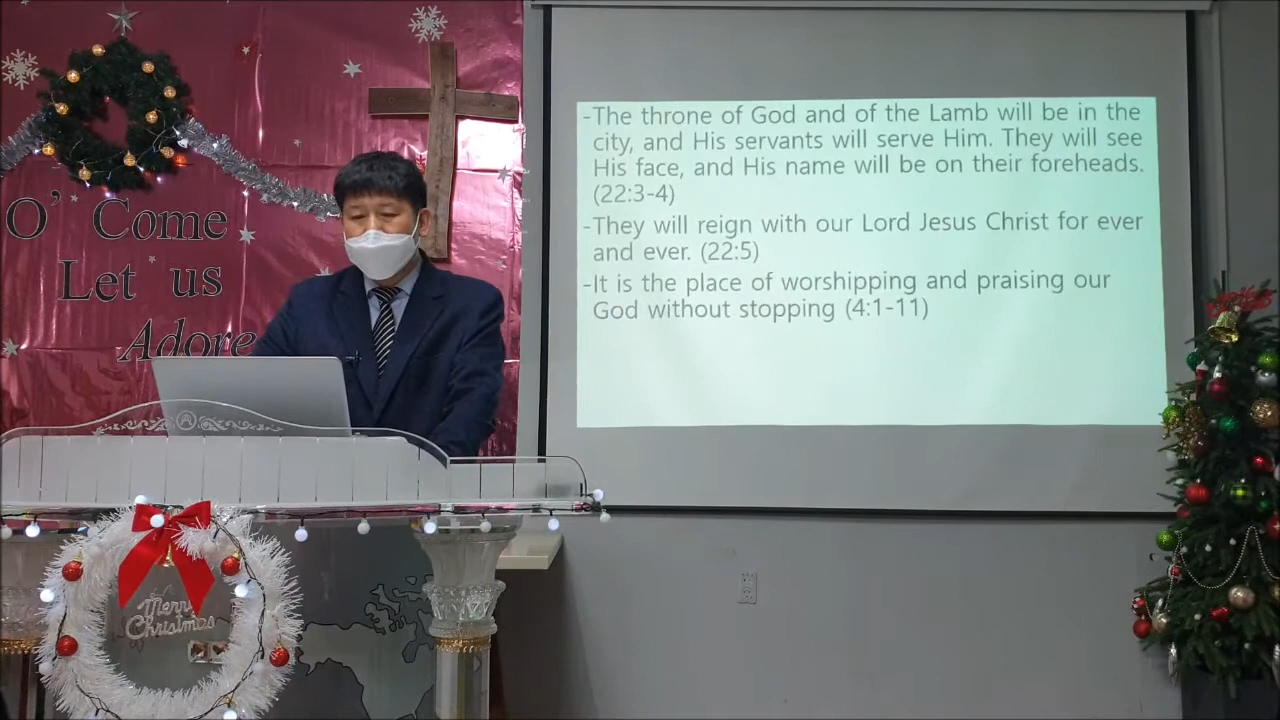 O' Come
Let us
Adore
-The throne of God and of the Lamb will be in the
city, and His servants will serve Him. They will see
His face, and His name will be on their foreheads.
(22:3-4)
-They will reign with our Lord Jesus Christ for ever
and ever. (22:5)
-It is the place of worshipping and praising our
God without stopping (4:1-11)
Merry
Christmas